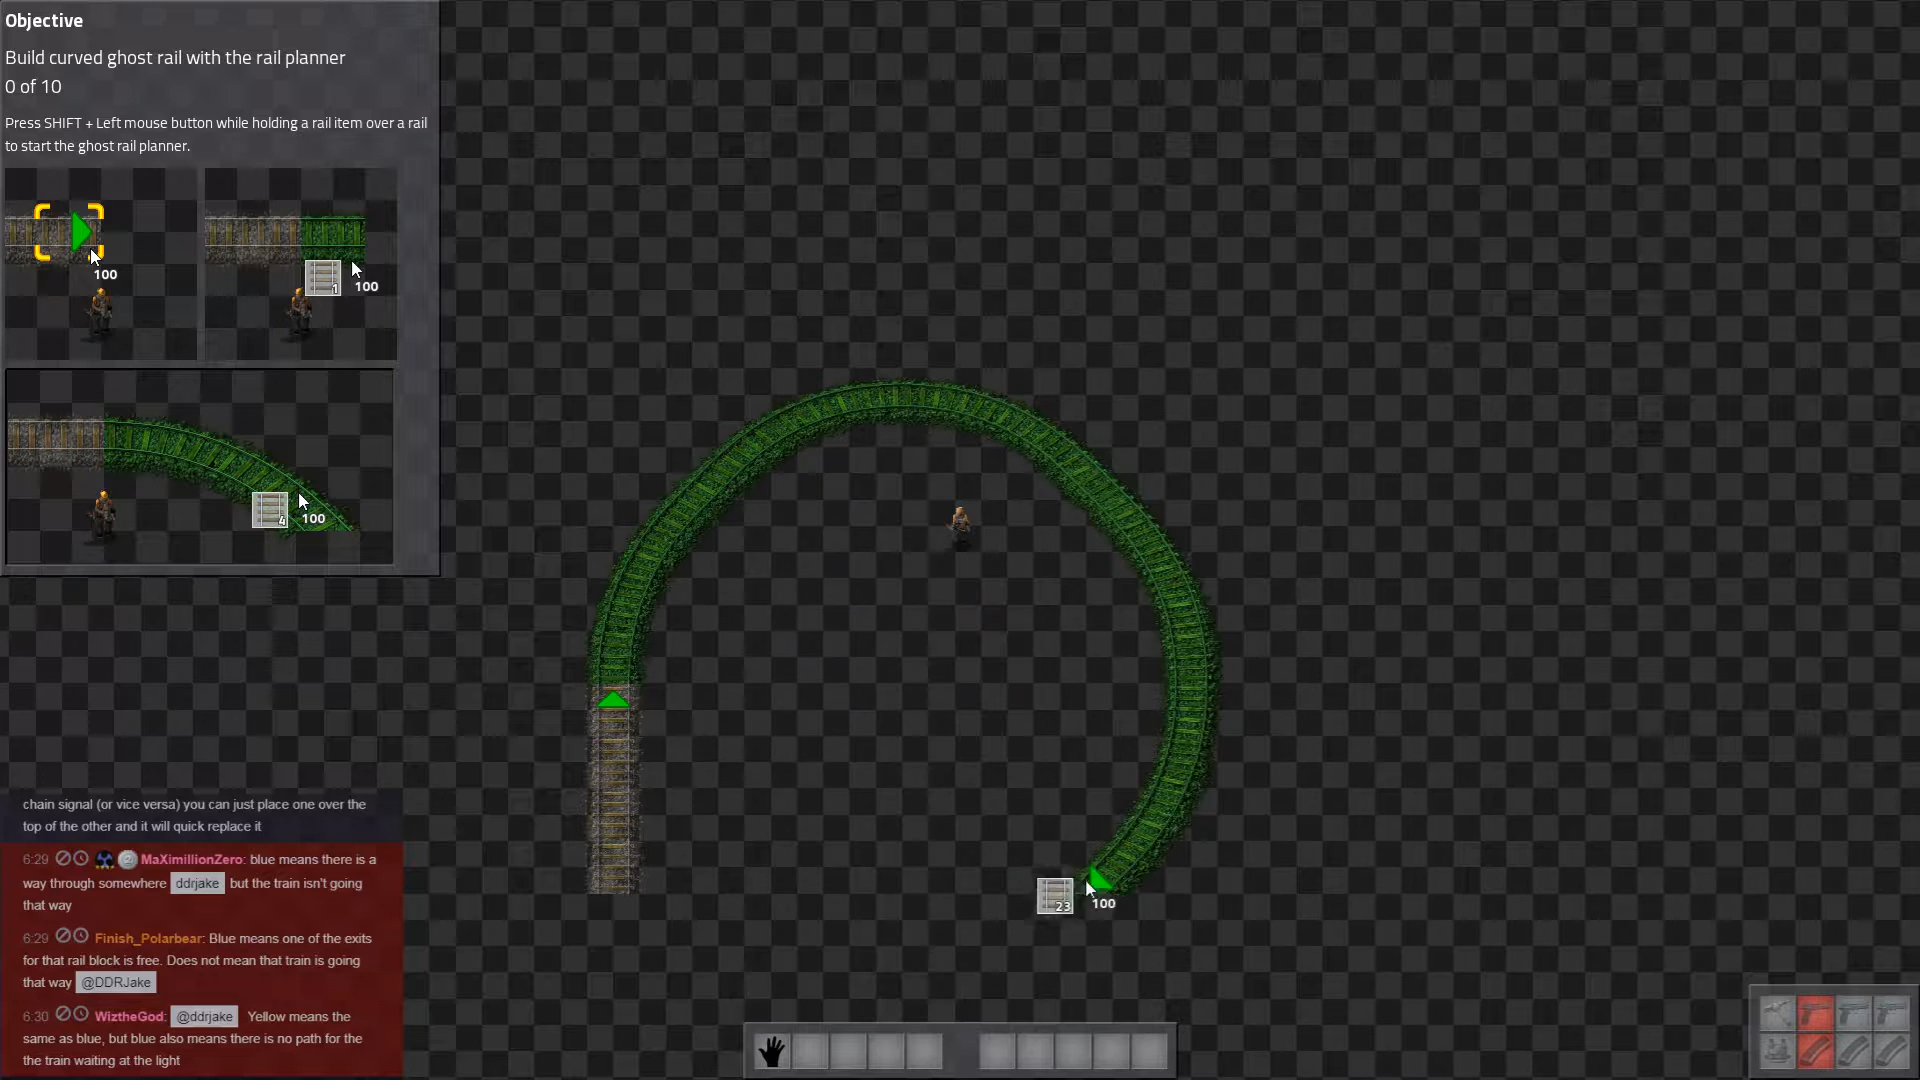 Objective
Build curved ghost rail with the rail planner
0 of 10
Press SHIFT + Left mouse button while holding a rail item over a rail
to start the ghost rail planner.
100
1
100
4
100
23
100
chain signal (or vice versa) you can just place one over the
top of the other and it will quick replace it
6:29 MaXimillionZero: blue means there is a
way through somewhere ddrjake but the train isn't going
that way
6:29 Finish_Polarbear: Blue means one of the exits
for that rail block is free. Does not mean that train is going
that way @DDRJake
6:30 WiztheGod: @ddrjake Yellow means the
same as blue, but blue also means there is no path for the
the train waiting at the light